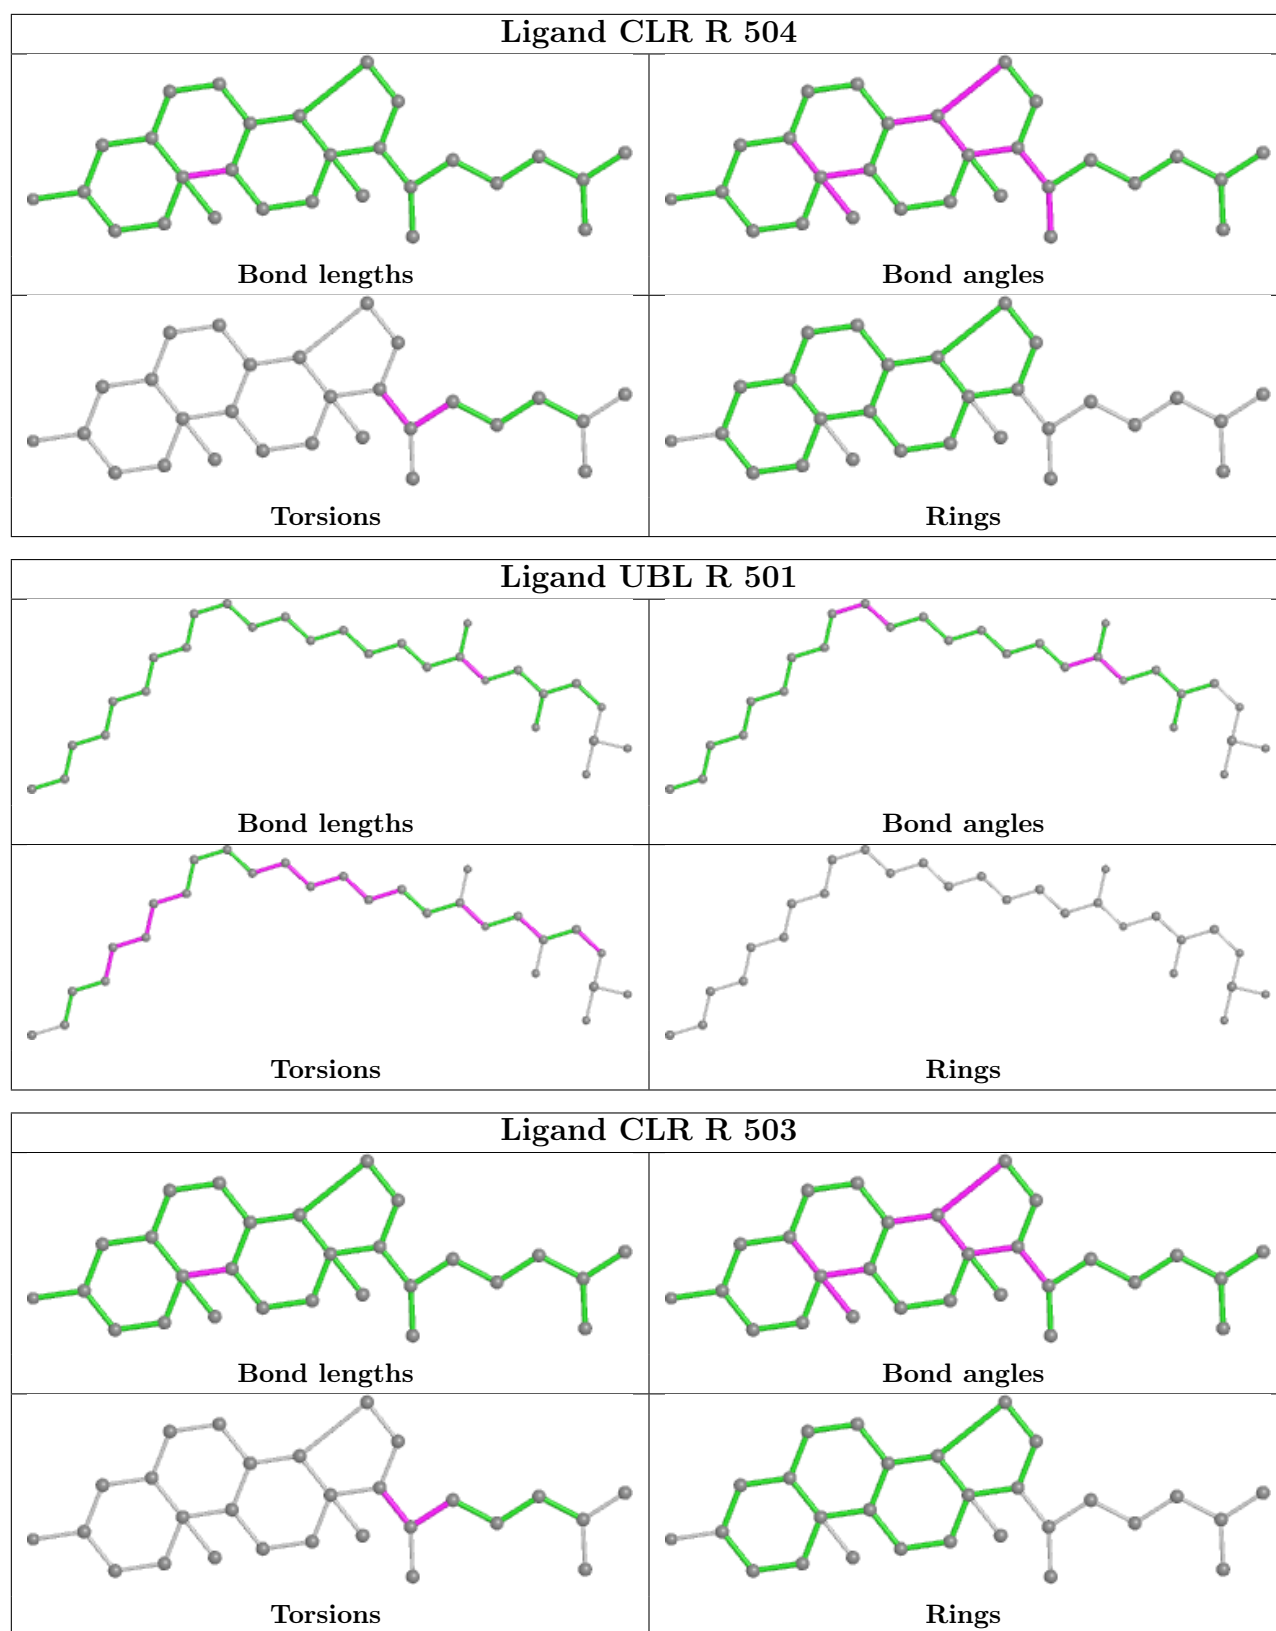 Ligand CLR R 504
Bond lengths
Bond angles
Torsions
Rings
Ligand UBL R 501
Bond lengths
Bond angles
Torsions
Rings
Ligand CLR R 503
Bond lengths
Bond angles
Torsions
Rings